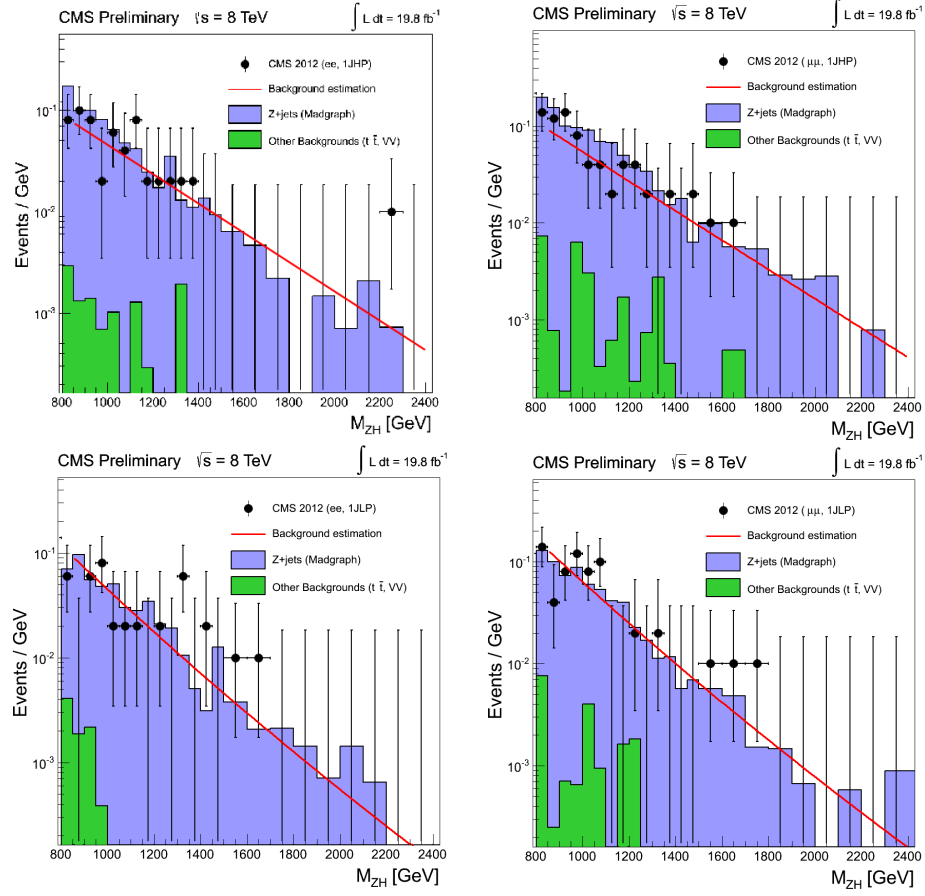 CMS Preliminary √s = 8 TeV ∫ L dt = 19.8 fb⁻¹
CMS 2012 (ee, 1JHP)
Background estimation
Z+jets (Madgraph)
Other Backgrounds (t t̄, VV)
Events / GeV
10⁻¹
10⁻²
10⁻³
800 1000 1200 1400 1600 1800 2000 2200 2400
M_ZH [GeV]
CMS Preliminary √s = 8 TeV ∫ L dt = 19.8 fb⁻¹
CMS 2012 (μμ, 1JHP)
Background estimation
Z+jets (Madgraph)
Other Backgrounds (t t̄, VV)
Events / GeV
10⁻¹
10⁻²
10⁻³
800 1000 1200 1400 1600 1800 2000 2200 2400
M_ZH [GeV]
CMS Preliminary √s = 8 TeV ∫ L dt = 19.8 fb⁻¹
CMS 2012 (ee, 1JLP)
Background estimation
Z+jets (Madgraph)
Other Backgrounds (t t̄, VV)
Events / GeV
10⁻¹
10⁻²
10⁻³
800 1000 1200 1400 1600 1800 2000 2200 2400
M_ZH [GeV]
CMS Preliminary √s = 8 TeV ∫ L dt = 19.8 fb⁻¹
CMS 2012 (μμ, 1JLP)
Background estimation
Z+jets (Madgraph)
Other Backgrounds (t t̄, VV)
Events / GeV
10⁻¹
10⁻²
10⁻³
800 1000 1200 1400 1600 1800 2000 2200 2400
M_ZH [GeV]